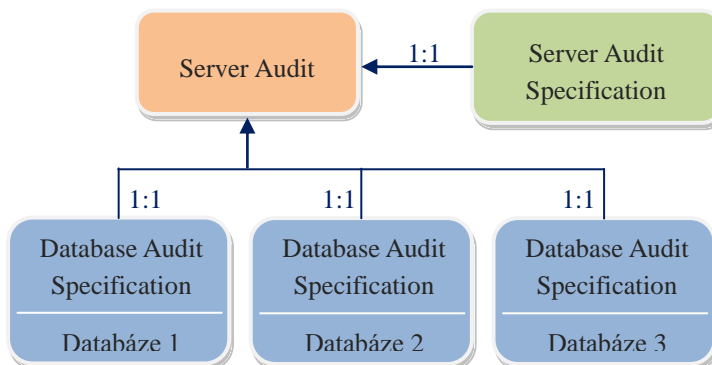 Server Audit
1:1
Server Audit
Specification
1:1
1:1
1:1
Database Audit
Specification
Databáze 1
Database Audit
Specification
Databáze 2
Database Audit
Specification
Databáze 3